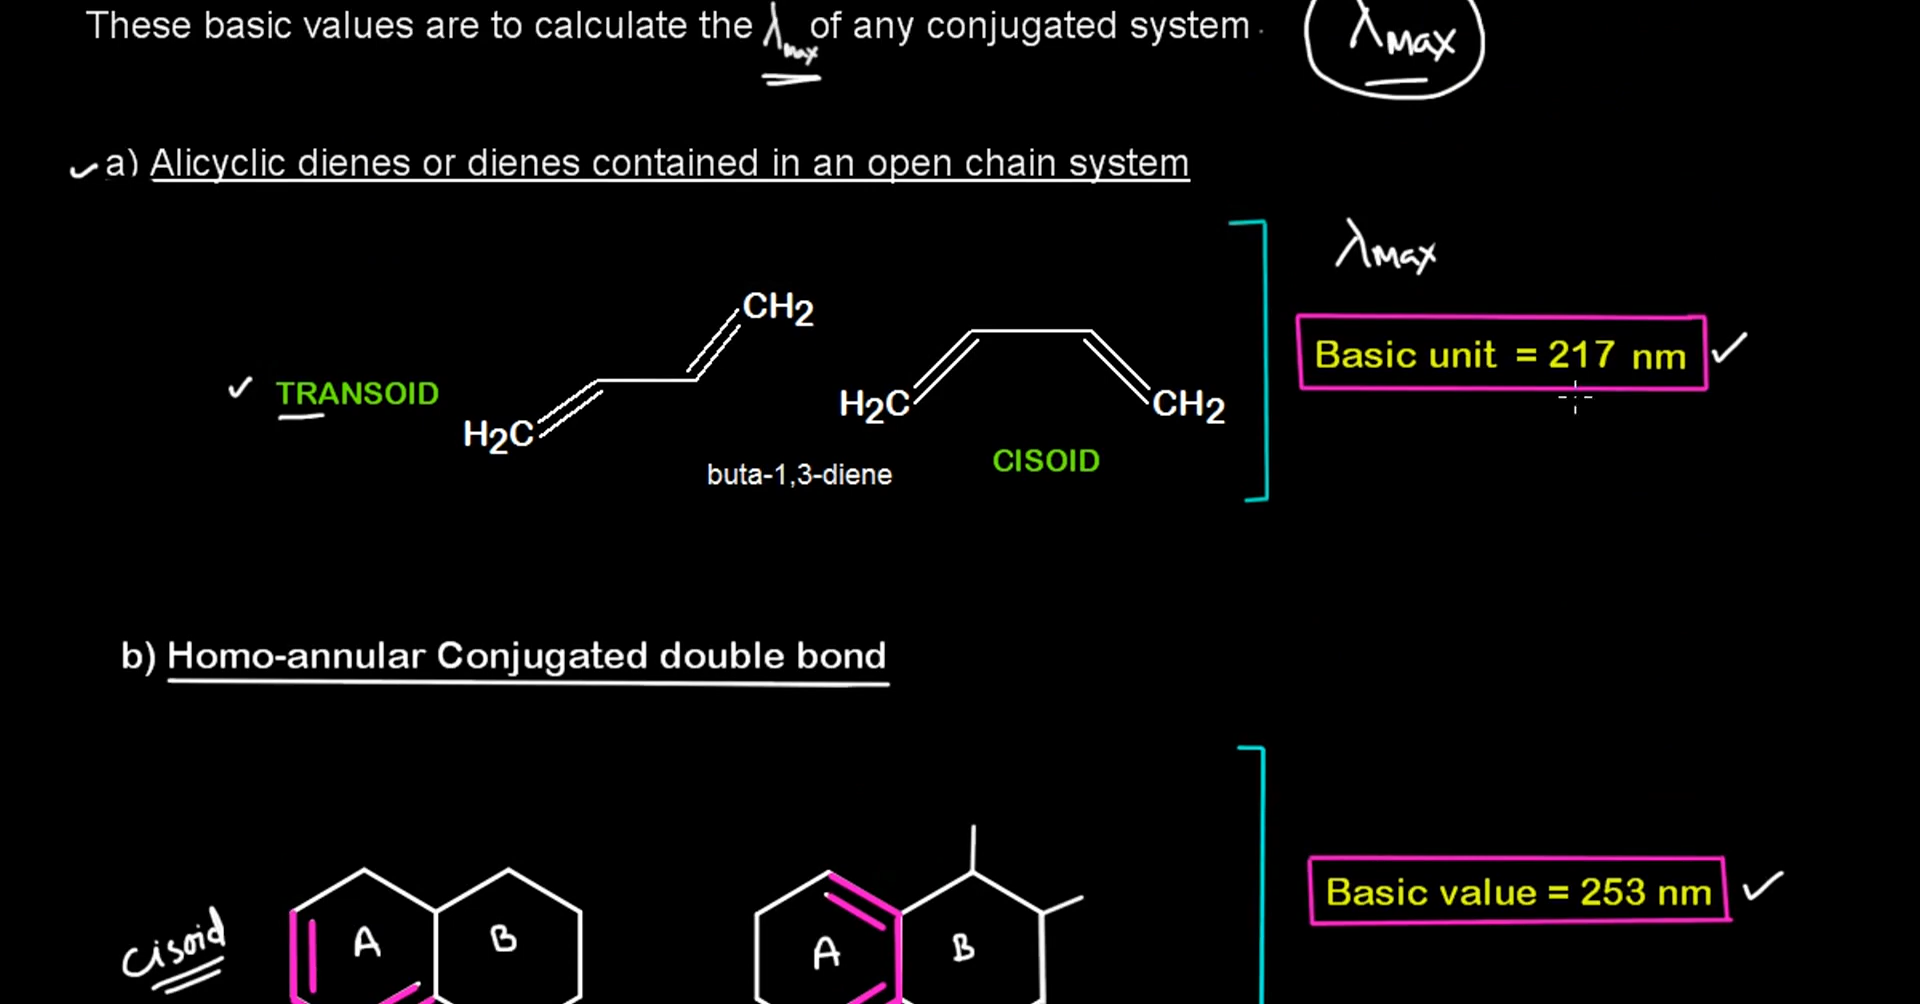 These basic values are to calculate the λmax of any conjugated system
λMax
a) Alicyclic dienes or dienes contained in an open chain system
λMax
CH2
Basic unit = 217 nm
TRANSOID
H2C
H2C
CH2
CISOID
buta-1,3-diene
b) Homo-annular Conjugated double bond
Basic value = 253 nm
Cisoid
A
B
A
B